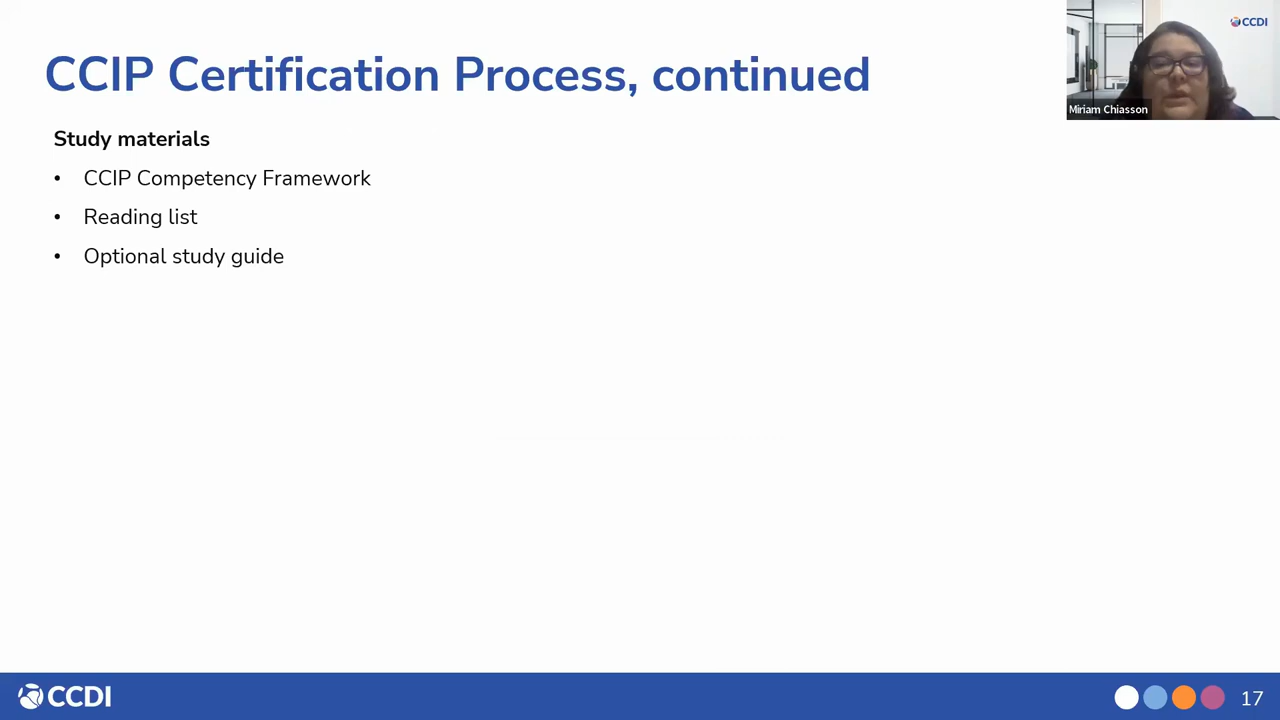 CCIP Certification Process, continued
CCDI
Miriam Chiasson
Study materials
• CCIP Competency Framework
• Reading list
• Optional study guide
CCDI
17